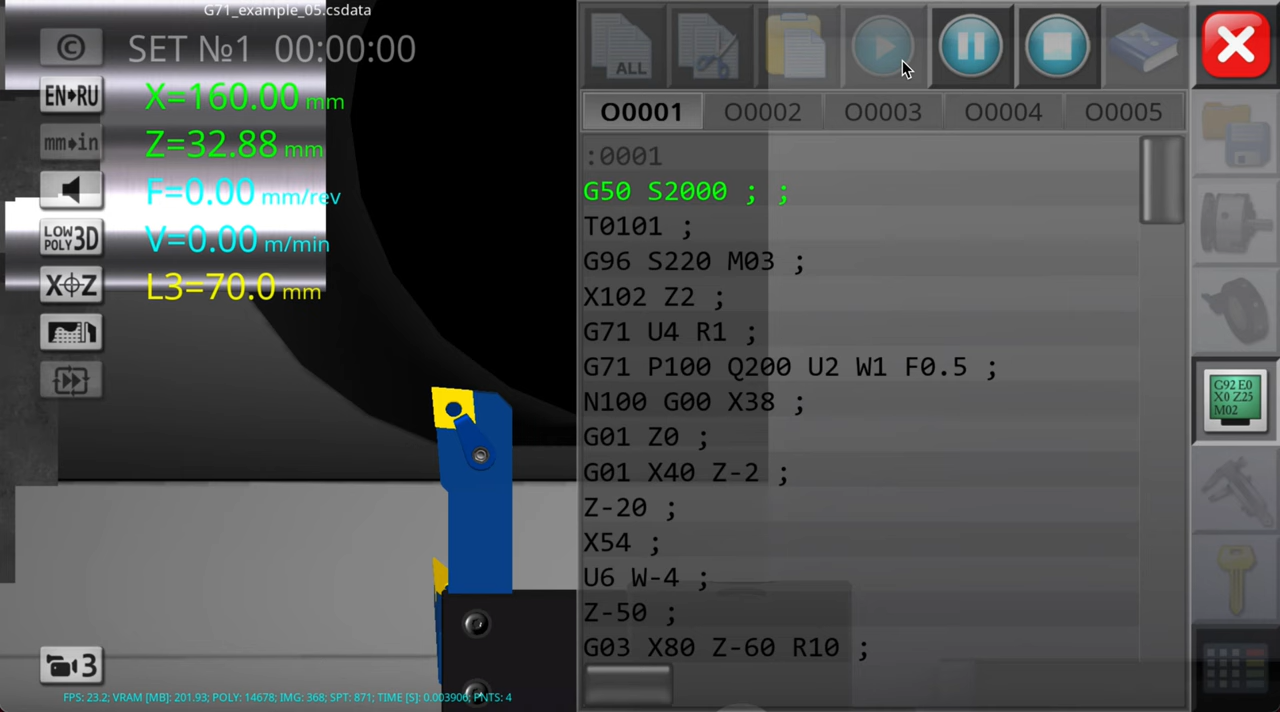 G71_example_05.csdata
© SET №1 00:00:00
EN▸RU X=160.00 mm
mm▸in Z=32.88 mm
F=0.00 mm/rev
LOW POLY 3D V=0.00 m/min
X Z L3=70.0 mm
3
FPS: 23.2; VRAM [MB]: 201.93; POLY: 14678; IMG: 368; SPT: 871; TIME [S]: 0.003906; PNTS: 4
ALL
O0001 O0002 O0003 O0004 O0005
:0001
G50 S2000 ; ;
T0101 ;
G96 S220 M03 ;
X102 Z2 ;
G71 U4 R1 ;
G71 P100 Q200 U2 W1 F0.5 ;
N100 G00 X38 ;
G01 Z0 ;
G01 X40 Z-2 ;
Z-20 ;
X54 ;
U6 W-4 ;
Z-50 ;
G03 X80 Z-60 R10 ;
G92 E0
X0 Z25
M02